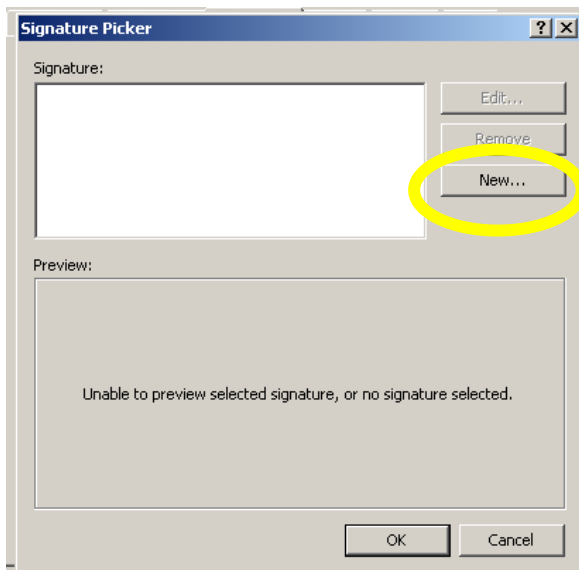 Signature Picker
Signature:
Edit...
Remove
New...
Preview:
Unable to preview selected signature, or no signature selected.
OK Cancel